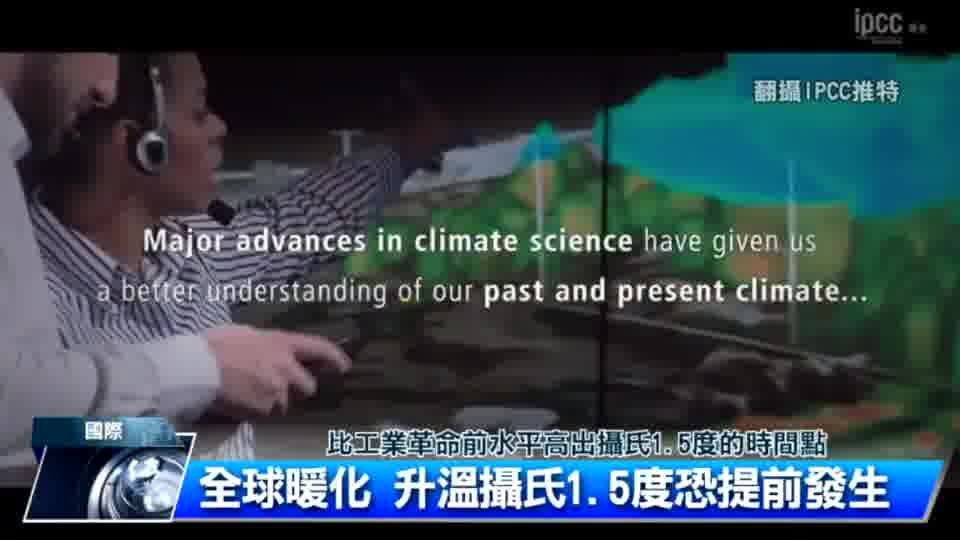 ipcc
翻攝IPCC推特
Major advances in climate science have given us
a better understanding of our past and present climate...
國際
比工業革命前水平高出攝氏1.5度的時間點
全球暖化 升溫攝氏1.5度恐提前發生